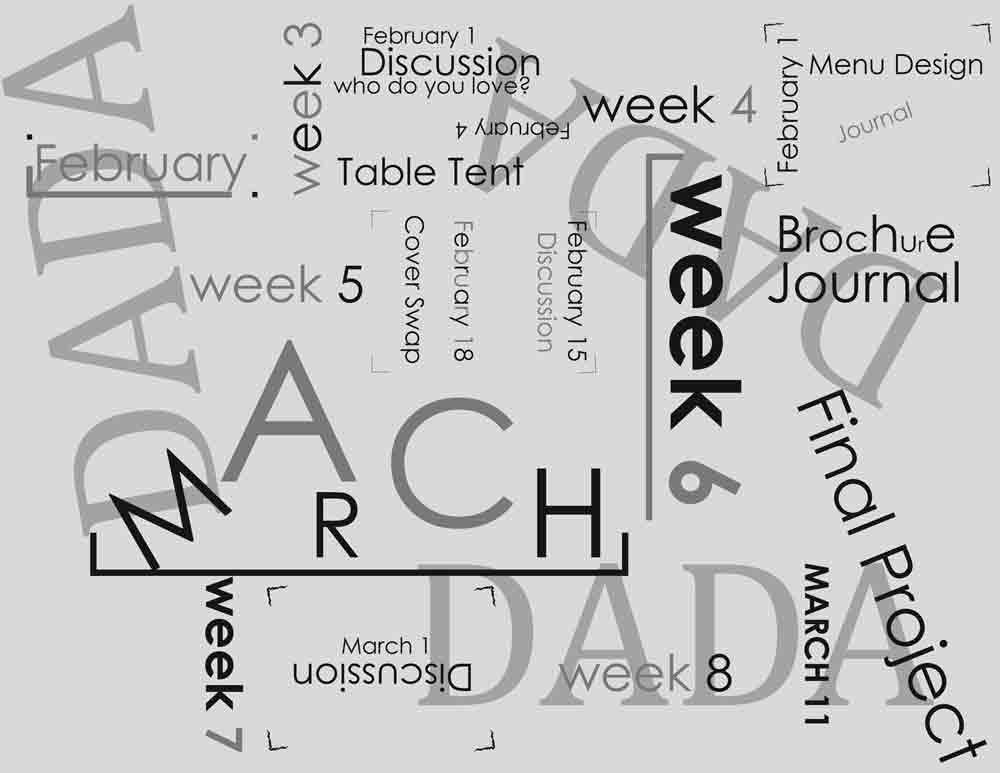 DADA
February
week 3
February 1
Discussion
who do you love?
February 4
Table Tent
DADA
week 4
February 1
Menu Design
Journal
week 5
Cover Swap
February 18
February 15
Discussion
week 6
Brochure
Journal
MARCH
week 7
March 1
Discussion
DADA
week 8
MARCH 11
Final Project